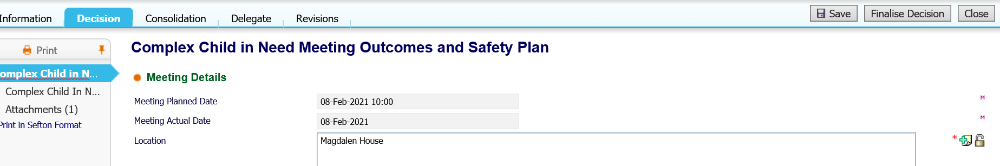 Information Decision Consolidation Delegate Revisions Save Finalise Decision Close
Print
Complex Child in Need Meeting Outcomes and Safety Plan
omplex Child in N...
Meeting Details
Complex Child In N...
Meeting Planned Date 08-Feb-2021 10:00 M
Attachments (1)
Meeting Actual Date 08-Feb-2021 M
Print in Sefton Format
Location Magdalen House *